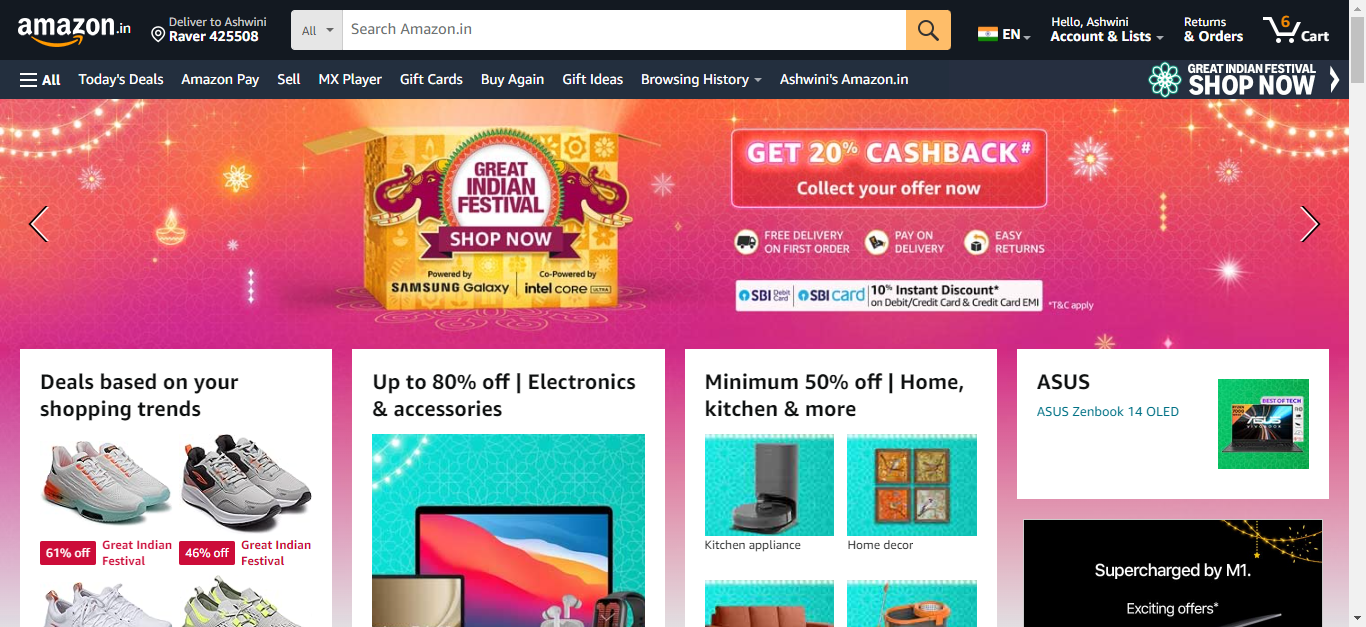 amazon.in
Deliver to Ashwini
Raver 425508
All
Search Amazon.in
EN
Hello, Ashwini
Account & Lists
Returns
& Orders
6
Cart
All
Today's Deals
Amazon Pay
Sell
MX Player
Gift Cards
Buy Again
Gift Ideas
Browsing History
Ashwini's Amazon.in
GREAT INDIAN FESTIVAL
SHOP NOW
GREAT
INDIAN
FESTIVAL
SHOP NOW
Powered by
SAMSUNG Galaxy
Co-Powered by
intel core ULTRA
GET 20% CASHBACK#
Collect your offer now
FREE DELIVERY
ON FIRST ORDER
PAY ON
DELIVERY
EASY
RETURNS
SBI Debit Card
SBI card
10% Instant Discount*
on Debit/Credit Card & Credit Card EMI
*T&C apply
Deals based on your
shopping trends
61% off
Great Indian
Festival
46% off
Great Indian
Festival
Up to 80% off | Electronics
& accessories
Minimum 50% off | Home,
kitchen & more
Kitchen appliance
Home decor
ASUS
ASUS Zenbook 14 OLED
BEST OF TECH
ASUS
VIVOBOOK
Supercharged by M1.
Exciting offers*